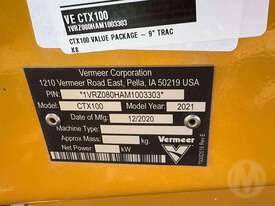 VE CTX100
1VRZ080HAM1003303
CTX100 VALUE PACKAGE - 9" TRAC
KS
Vermeer Corporation
1210 Vermeer Road East, Pella, IA 50219 USA
P/N: *1VRZ080HAM1003303*
Model: CTX100 Model Year: 2021
Date of Mfg: 12/2020
Machine Type:
Approx Mass: kg.
Net Power: kW
Vermeer